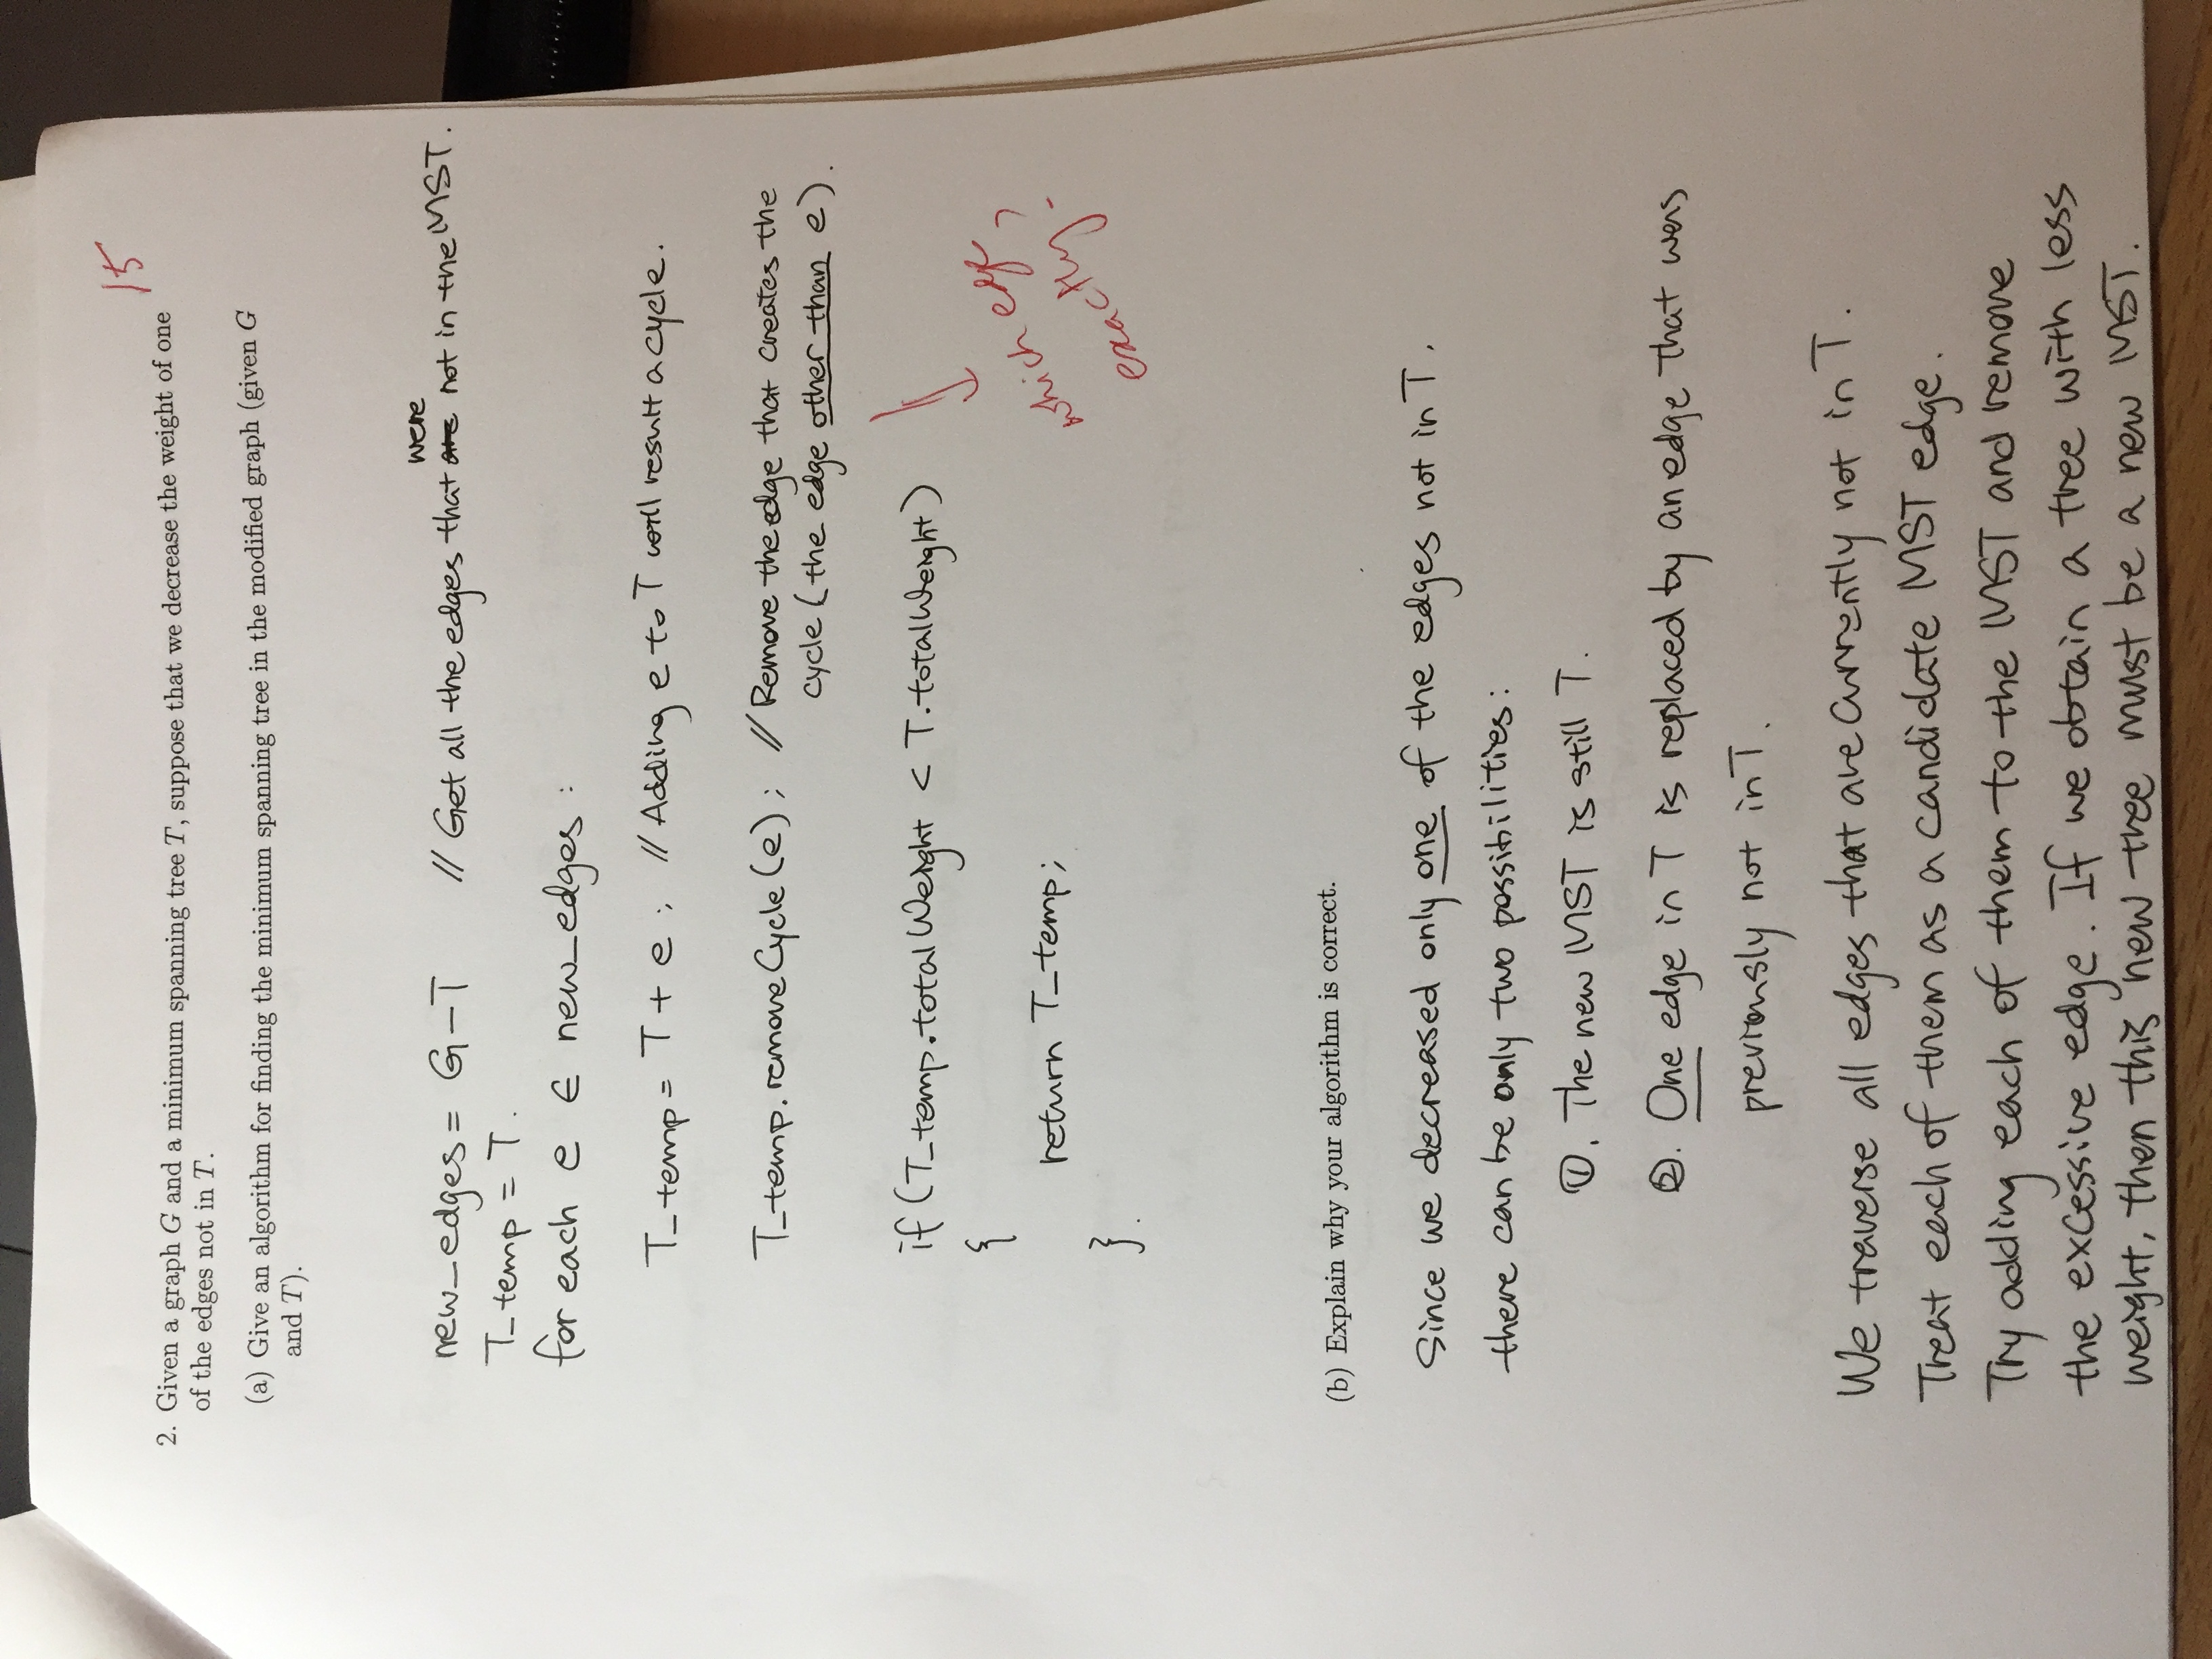 15
2. Given a graph G and a minimum spanning tree T, suppose that we decrease the weight of one
of the edges not in T.
(a) Give an algorithm for finding the minimum spanning tree in the modified graph (given G
and T).
were
new_edges = G-T // Get all the edges that are not in the MST.
T_temp = T.
for each e ∈ new_edges :
T_temp = T + e ; // Adding e to T will result a cycle.
T_temp.removeCycle(e) ; // Remove the edge that creates the
cycle (the edge other than e).
if (T_temp.totalWeight < T.totalWeight)
{
return T_temp;
}.
which edge
exactly?
(b) Explain why your algorithm is correct.
Since we decreased only one of the edges not in T,
there can be only two possibilities:
①. The new MST is still T.
②. One edge in T is replaced by an edge that was
previously not in T.
We traverse all edges that are currently not in T.
Treat each of them as a candidate MST edge.
Try adding each of them to the MST and remove
the excessive edge. If we obtain a tree with less
weight, then this new tree must be a new MST.